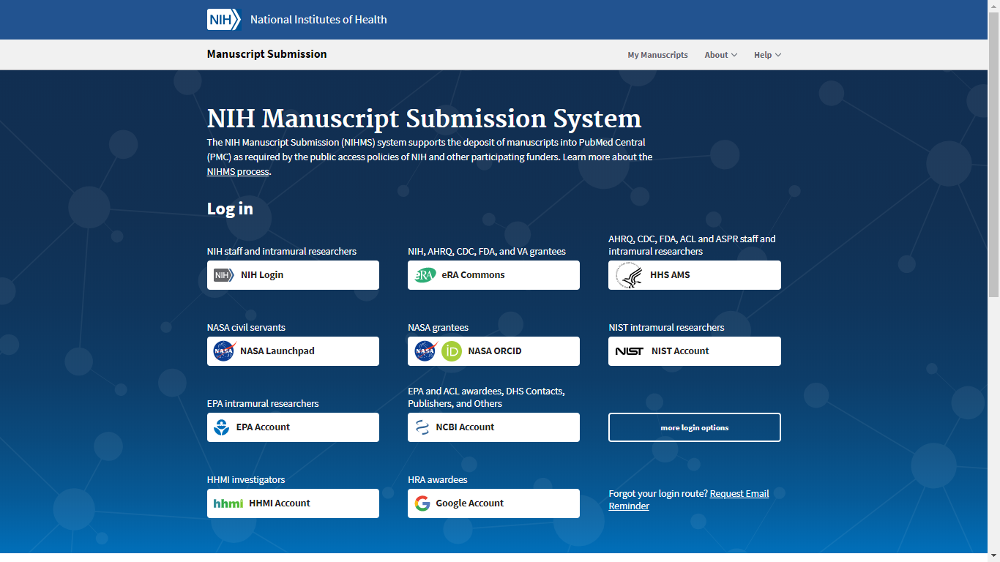 NIH National Institutes of Health
Manuscript Submission
My Manuscripts About Help
NIH Manuscript Submission System
The NIH Manuscript Submission (NIHMS) system supports the deposit of manuscripts into PubMed Central
(PMC) as required by the public access policies of NIH and other participating funders. Learn more about the
NIHMS process.
Log in
NIH staff and intramural researchers
NIH NIH Login
NIH, AHRQ, CDC, FDA, and VA grantees
eRA eRA Commons
AHRQ, CDC, FDA, ACL and ASPR staff and
intramural researchers
HHS AMS
NASA civil servants
NASA NASA Launchpad
NASA grantees
NASA iD NASA ORCID
NIST intramural researchers
NIST NIST Account
EPA intramural researchers
EPA Account
EPA and ACL awardees, DHS Contacts,
Publishers, and Others
NCBI Account
more login options
HHMI investigators
hhmi HHMI Account
HRA awardees
G Google Account
Forgot your login route? Request Email
Reminder